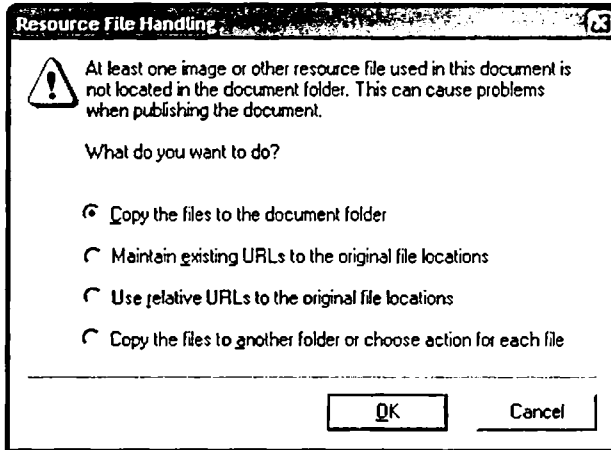 Resource File Handling
At least one image or other resource file used in this document is
not located in the document folder. This can cause problems
when publishing the document.
What do you want to do?
Copy the files to the document folder
Maintain existing URLs to the original file locations
Use relative URLs to the original file locations
Copy the files to another folder or choose action for each file
OK
Cancel